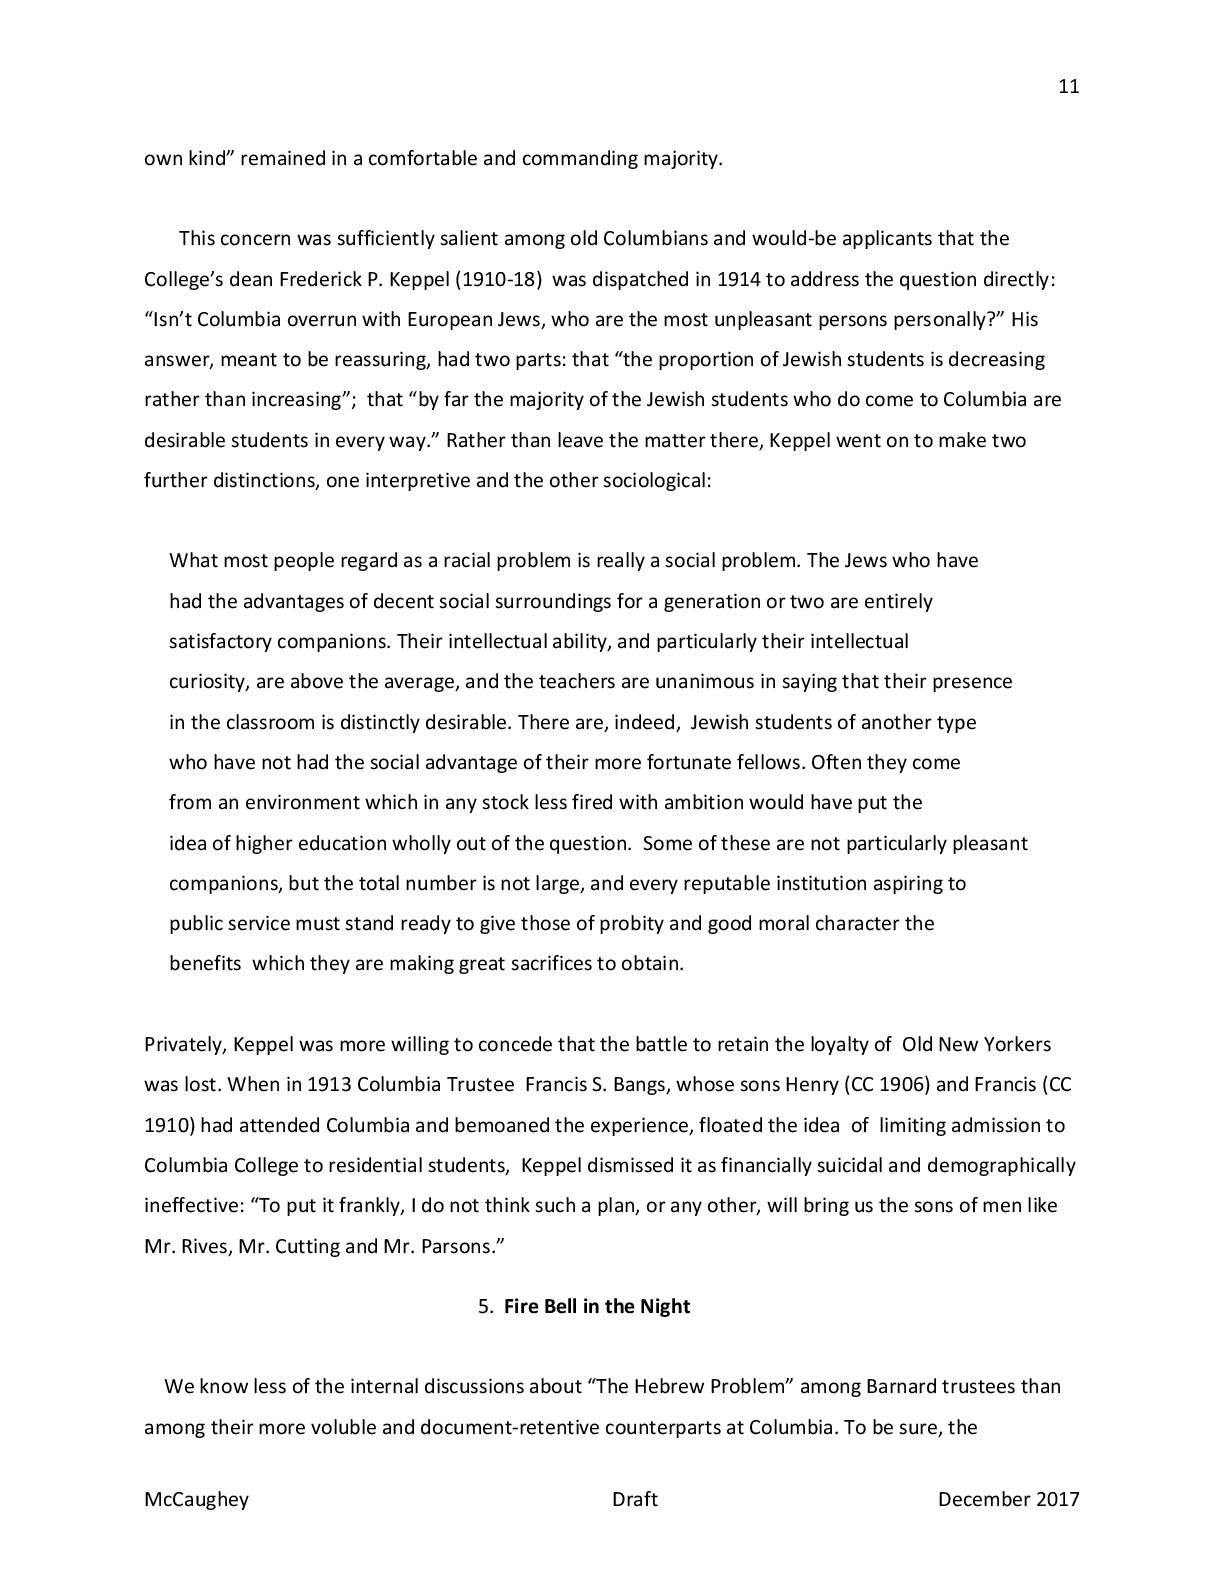 11
own kind” remained in a comfortable and commanding majority.
This concern was sufficiently salient among old Columbians and would-be applicants that the
College’s dean Frederick P. Keppel (1910-18)  was dispatched in 1914 to address the question directly:
“Isn’t Columbia overrun with European Jews, who are the most unpleasant persons personally?” His
answer, meant to be reassuring, had two parts: that “the proportion of Jewish students is decreasing
rather than increasing”;  that “by far the majority of the Jewish students who do come to Columbia are
desirable students in every way.” Rather than leave the matter there, Keppel went on to make two
further distinctions, one interpretive and the other sociological:
What most people regard as a racial problem is really a social problem. The Jews who have
had the advantages of decent social surroundings for a generation or two are entirely
satisfactory companions. Their intellectual ability, and particularly their intellectual
curiosity, are above the average, and the teachers are unanimous in saying that their presence
in the classroom is distinctly desirable. There are, indeed,  Jewish students of another type
who have not had the social advantage of their more fortunate fellows. Often they come
from an environment which in any stock less fired with ambition would have put the
idea of higher education wholly out of the question.  Some of these are not particularly pleasant
companions, but the total number is not large, and every reputable institution aspiring to
public service must stand ready to give those of probity and good moral character the
benefits  which they are making great sacrifices to obtain.
Privately, Keppel was more willing to concede that the battle to retain the loyalty of  Old New Yorkers
was lost. When in 1913 Columbia Trustee  Francis S. Bangs, whose sons Henry (CC 1906) and Francis (CC
1910) had attended Columbia and bemoaned the experience, floated the idea  of  limiting admission to
Columbia College to residential students,  Keppel dismissed it as financially suicidal and demographically
ineffective: “To put it frankly, I do not think such a plan, or any other, will bring us the sons of men like
Mr. Rives, Mr. Cutting and Mr. Parsons.”
5.  Fire Bell in the Night
We know less of the internal discussions about “The Hebrew Problem” among Barnard trustees than
among their more voluble and document-retentive counterparts at Columbia. To be sure, the
McCaughey Draft December 2017